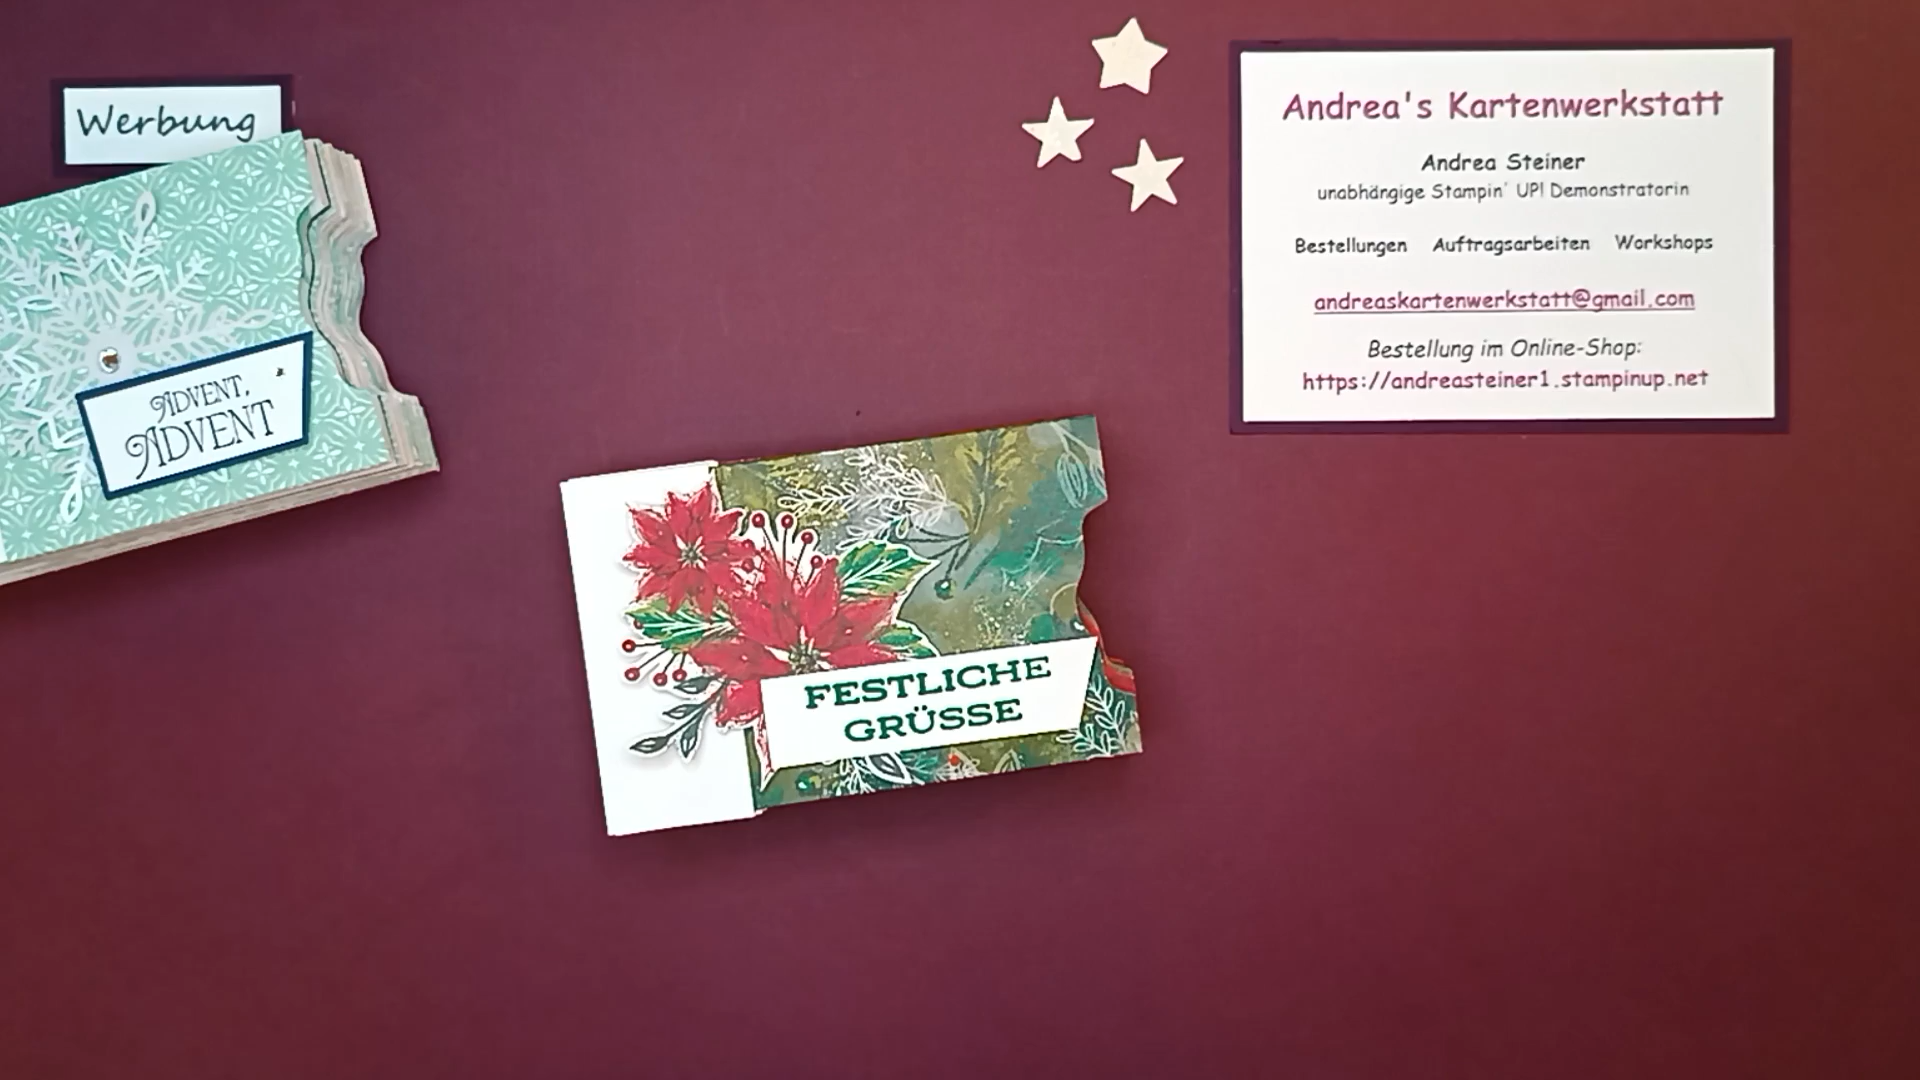 Werbung
ADVENT,
ADVENT
FESTLICHE
GRÜSSE
Andrea's Kartenwerkstatt
Andrea Steiner
unabhängige Stampin' UP! Demonstratorin
Bestellungen Auftragsarbeiten Workshops
andreaskartenwerkstatt@gmail.com
Bestellung im Online-Shop:
https://andreasteiner1.stampinup.net